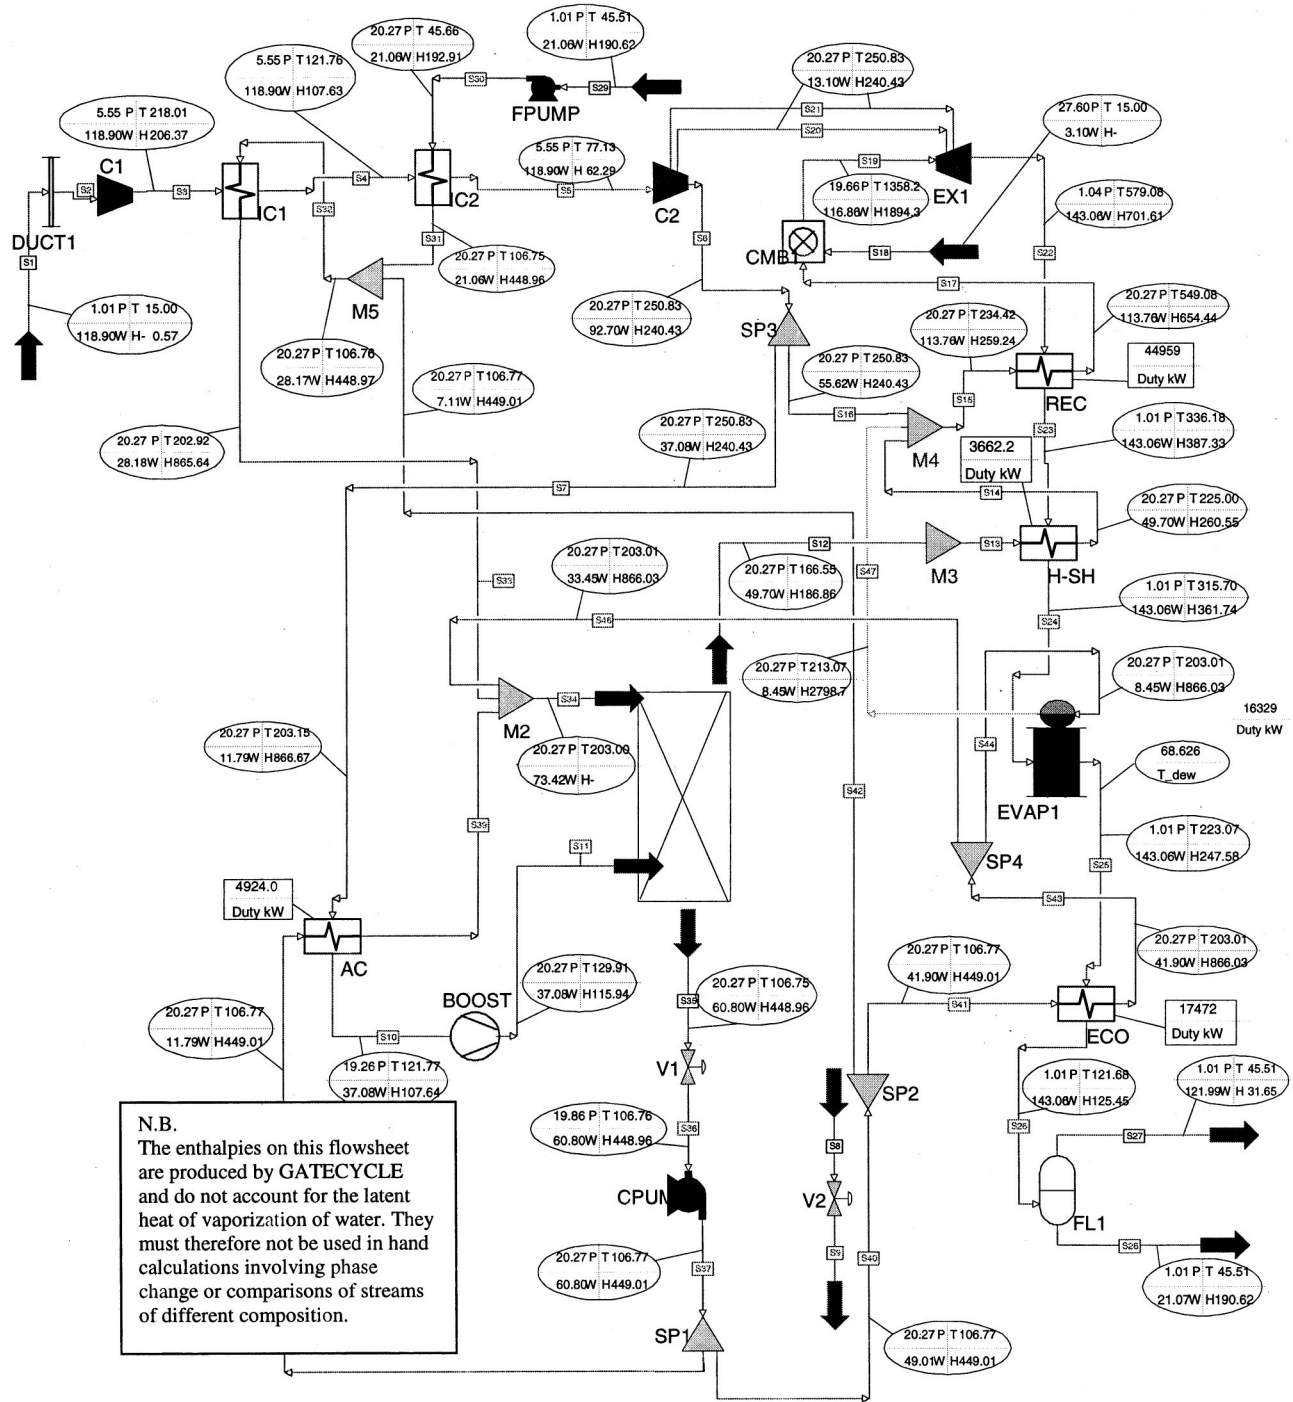 20.27 P T 45.66
21.06W H192.91
1.01 P T 45.51
21.06W H190.62
5.55 P T121.76
118.90W H107.63
20.27 P T250.83
13.10W H240.43
S30
S29
FPUMP
5.55 P T 218.01
118.90W H206.37
S21
S20
27.60P T 15.00
3.10W H-
C1
5.55 P T 77.13
118.90W H 62.29
S19
EX1
S2
S3
IC1
S4
IC2
S5
C2
19.66 P T1358.2
116.86W H1894.3
1.04 P T579.08
143.06W H701.61
DUCT1
S1
S32
S31
S6
CMB1
S18
S22
20.27 P T106.75
21.06W H448.96
M5
S17
1.01 P T 15.00
118.90W H- 0.57
20.27 P T250.83
92.70W H240.43
SP3
20.27 P T234.42
113.76W H259.24
20.27 P T549.08
113.76W H654.44
20.27 P T106.76
28.17W H448.97
20.27 P T106.77
7.11W H449.01
20.27 P T250.83
55.62W H240.43
44959
Duty kW
REC
S15
S16
20.27 P T202.92
28.18W H865.64
20.27 P T250.83
37.08W H240.43
M4
S23
1.01 P T336.18
143.06W H387.33
3662.2
Duty kW
S7
S14
20.27 P T225.00
49.70W H260.55
S12
M3
S13
H-SH
20.27 P T203.01
33.45W H866.03
S33
20.27 P T166.55
49.70W H186.86
S47
1.01 P T315.70
143.06W H361.74
S46
S24
20.27 P T213.07
8.45W H2798.7
20.27 P T203.01
8.45W H866.03
M2
S34
16329
Duty kW
20.27 P T203.15
11.79W H866.67
20.27 P T203.00
73.42W H-
S44
68.626
T_dew
S42
EVAP1
S39
1.01 P T223.07
143.06W H247.58
S11
SP4
S25
4924.0
Duty kW
S43
AC
20.27 P T106.77
41.90W H449.01
20.27 P T203.01
41.90W H866.03
20.27 P T129.91
37.08W H115.94
BOOST
20.27 P T106.75
60.80W H448.96
S35
S41
20.27 P T106.77
11.79W H449.01
S10
17472
Duty kW
ECO
19.26 P T121.77
37.08W H107.64
V1
SP2
1.01 P T121.68
143.06W H125.45
1.01 P T 45.51
121.99W H 31.65
N.B.
The enthalpies on this flowsheet
are produced by GATECYCLE
and do not account for the latent
heat of vaporization of water. They
must therefore not be used in hand
calculations involving phase
change or comparisons of streams
of different composition.
19.86 P T106.76
60.80W H448.96
S36
S8
S26
S27
CPUM
V2
FL1
20.27 P T106.77
60.80W H449.01
S37
S9
S40
S28
1.01 P T 45.51
21.07W H190.62
SP1
20.27 P T106.77
49.01W H449.01